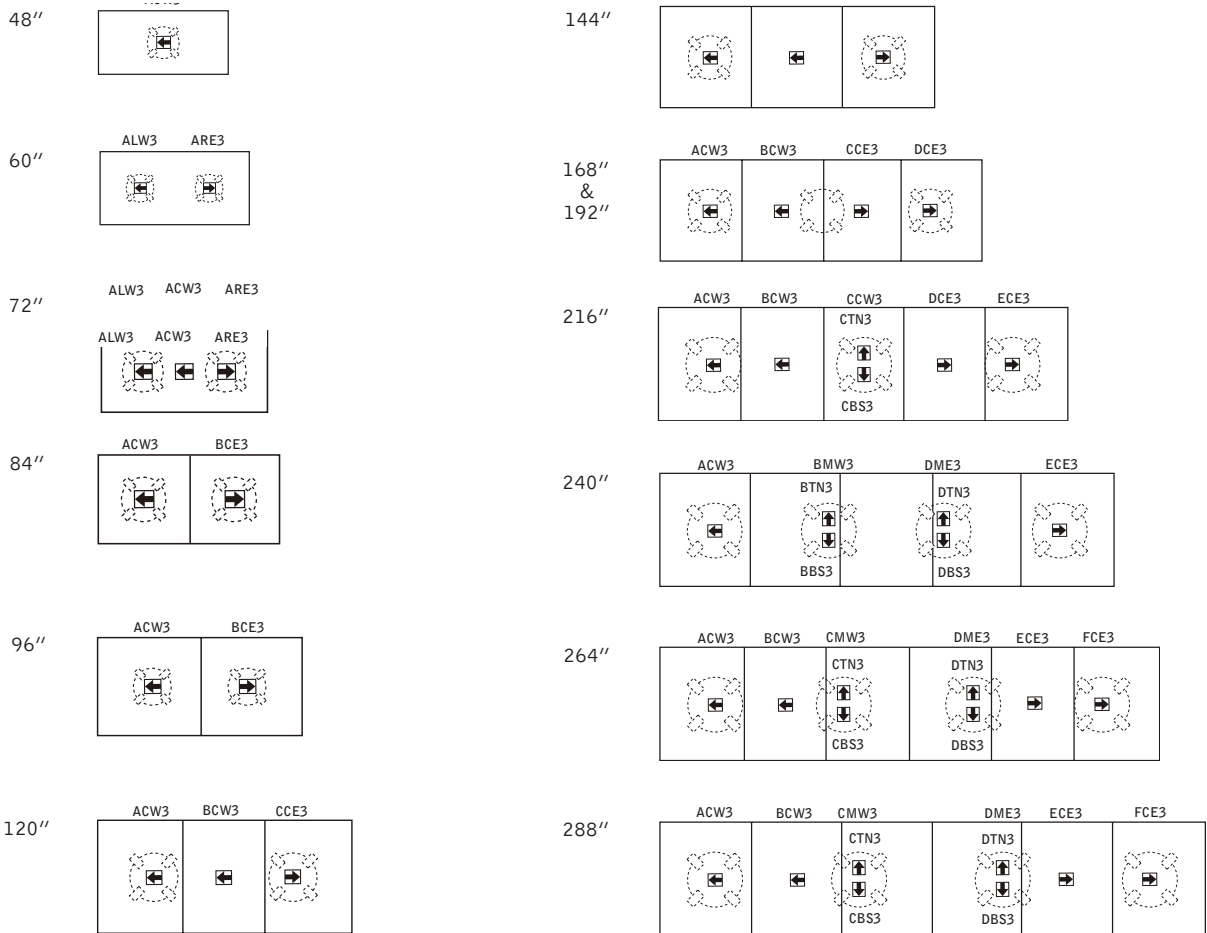 48″
60″
ALW3 ARE3
72″
ALW3 ACW3 ARE3
ALW3 ACW3 ARE3
84″
ACW3 BCE3
96″
ACW3 BCE3
120″
ACW3 BCW3 CCE3
144″
168″
&
192″
ACW3 BCW3 CCE3 DCE3
216″
ACW3 BCW3 CCW3 DCE3 ECE3
CTN3
CBS3
240″
ACW3 BMW3 DME3 ECE3
BTN3 DTN3
BBS3 DBS3
264″
ACW3 BCW3 CMW3 DME3 ECE3 FCE3
CTN3 DTN3
CBS3 DBS3
288″
ACW3 BCW3 CMW3 DME3 ECE3 FCE3
CTN3 DTN3
CBS3 DBS3